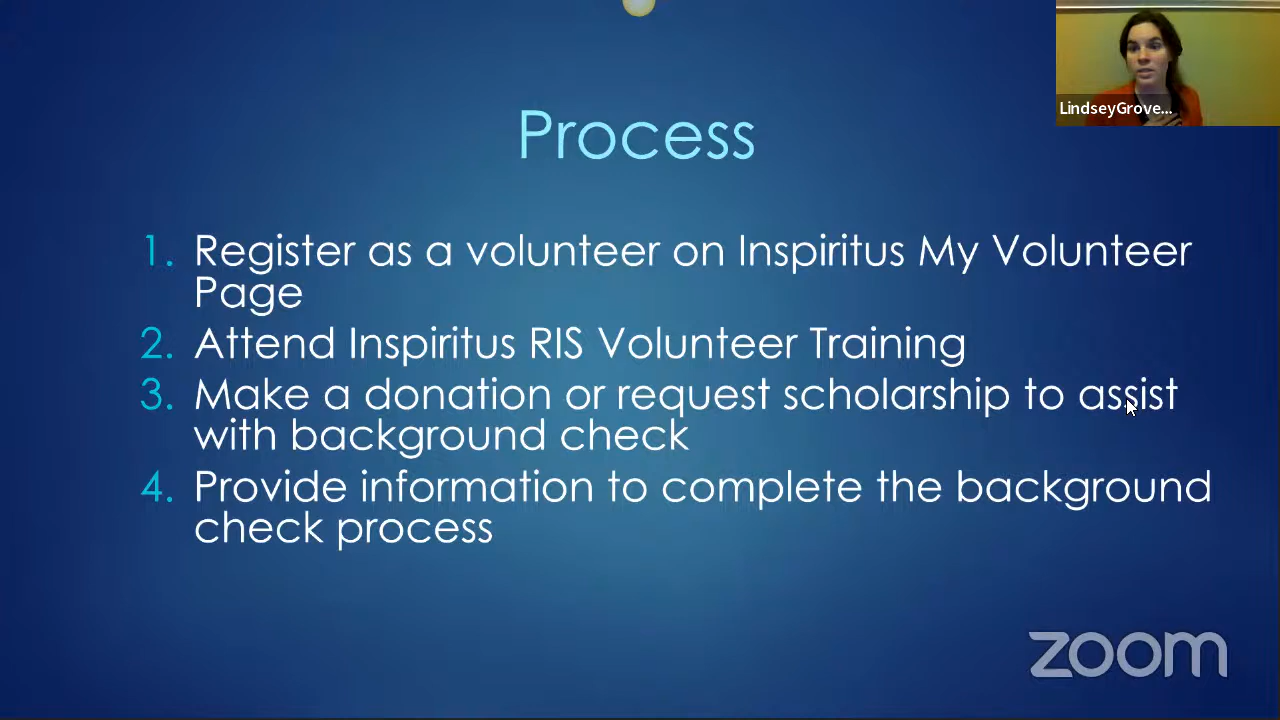 LindseyGrove...
Process
1. Register as a volunteer on Inspiritus My Volunteer
Page
2. Attend Inspiritus RIS Volunteer Training
3. Make a donation or request scholarship to assist
with background check
4. Provide information to complete the background
check process
zoom